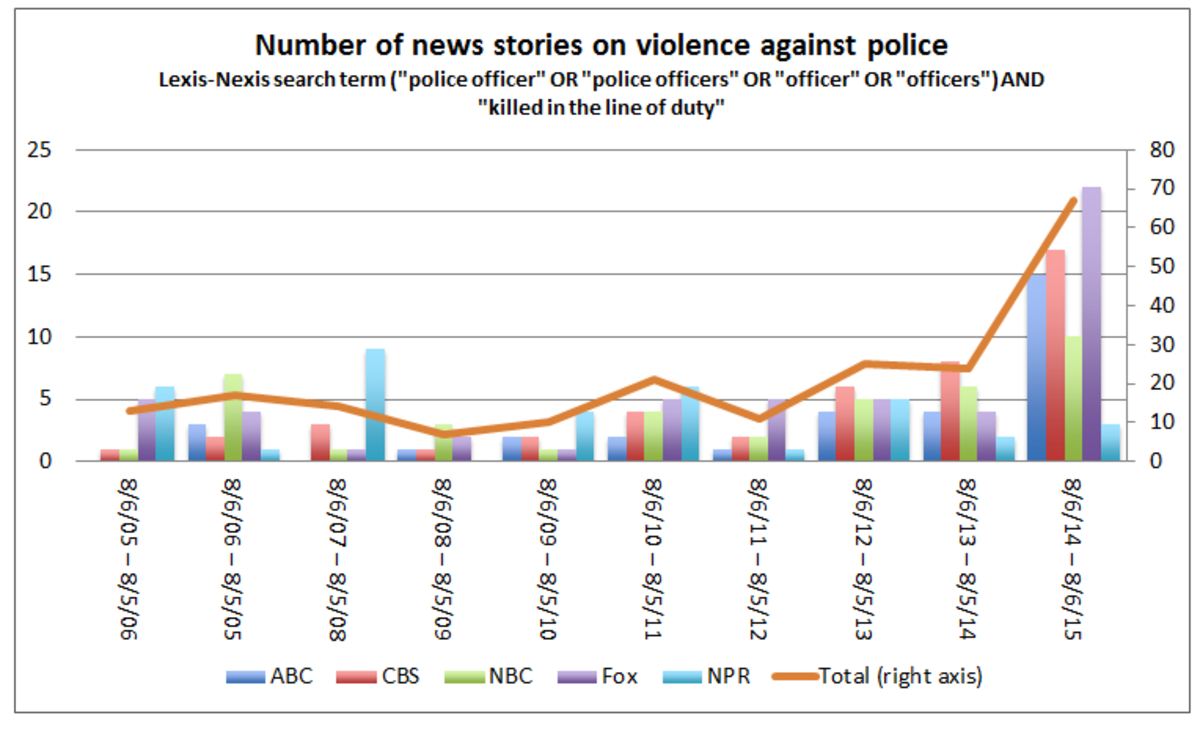 Number of news stories on violence against police
Lexis-Nexis search term ("police officer" OR "police officers" OR "officer" OR "officers") AND
"killed in the line of duty"
25
20
15
10
5
0
80
70
60
50
40
30
20
10
0
8/6/05 – 8/5/06
8/6/06 – 8/5/05
8/6/07 – 8/5/08
8/6/08 – 8/5/09
8/6/09 – 8/5/10
8/6/10 – 8/5/11
8/6/11 – 8/5/12
8/6/12 – 8/5/13
8/6/13 – 8/5/14
8/6/14 – 8/6/15
ABC CBS NBC Fox NPR Total (right axis)